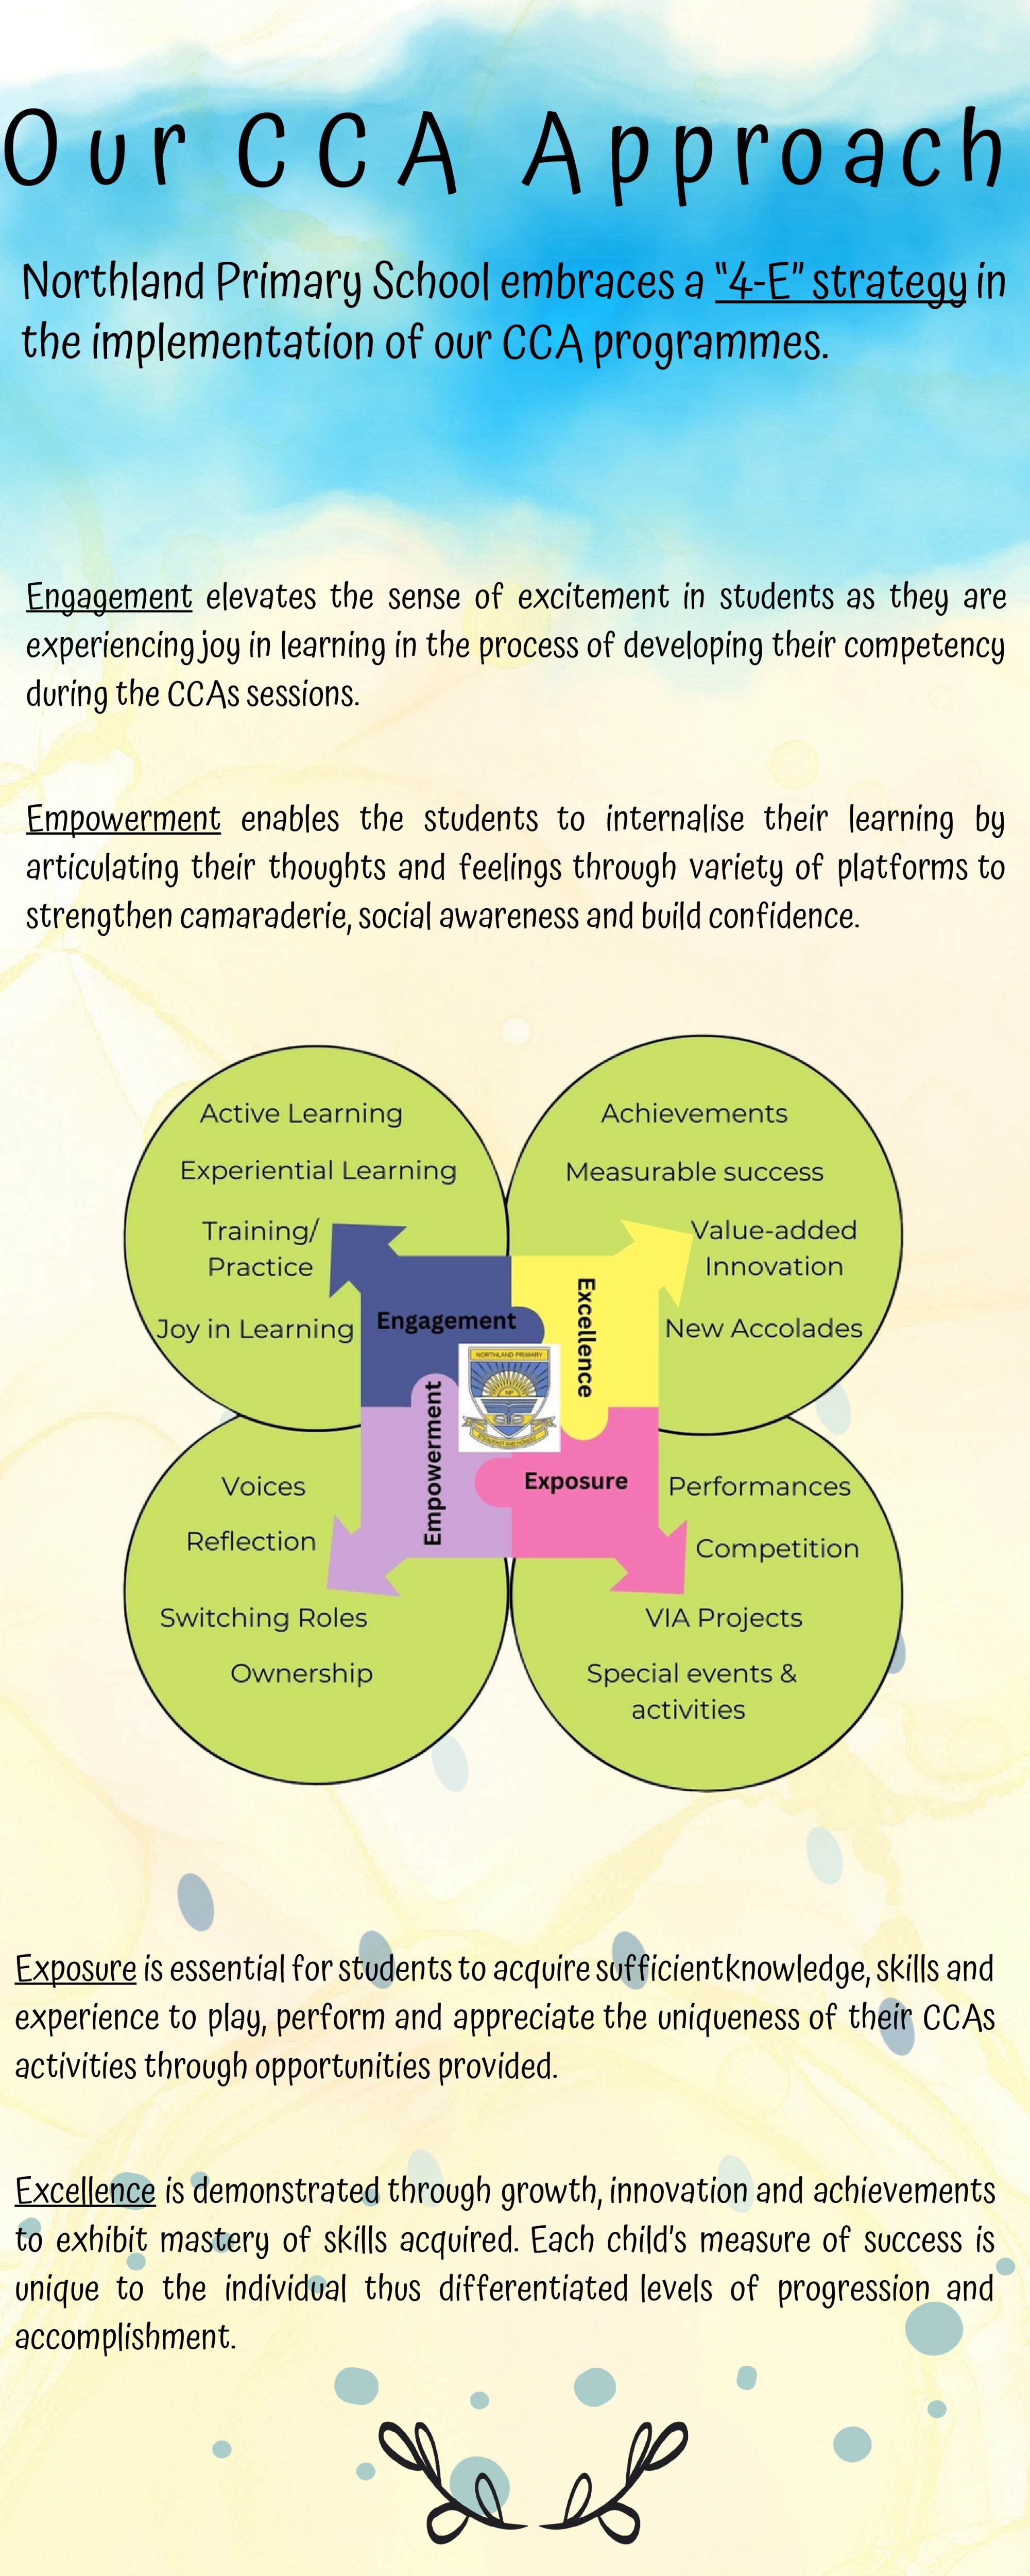 Our CCA Approach
Northland Primary School embraces a “4-E” strategy in
the implementation of our CCA programmes.
Engagement elevates the sense of excitement in students as they are
experiencing joy in learning in the process of developing their competency
during the CCAs sessions.
Empowerment enables the students to internalise their learning by
articulating their thoughts and feelings through variety of platforms to
strengthen camaraderie, social awareness and build confidence.
Active Learning
Experiential Learning
Training/
Practice
Joy in Learning
Achievements
Measurable success
Value-added
Innovation
New Accolades
Engagement
Excellence
NORTHLAND PRIMARY
NP
STEADFAST AND HONEST
Empowerment
Exposure
Voices
Reflection
Switching Roles
Ownership
Performances
Competition
VIA Projects
Special events &
activities
Exposure is essential for students to acquire sufficientknowledge, skills and
experience to play, perform and appreciate the uniqueness of their CCAs
activities through opportunities provided.
Excellence is demonstrated through growth, innovation and achievements
to exhibit mastery of skills acquired. Each child’s measure of success is
unique to the individual thus differentiated levels of progression and
accomplishment.